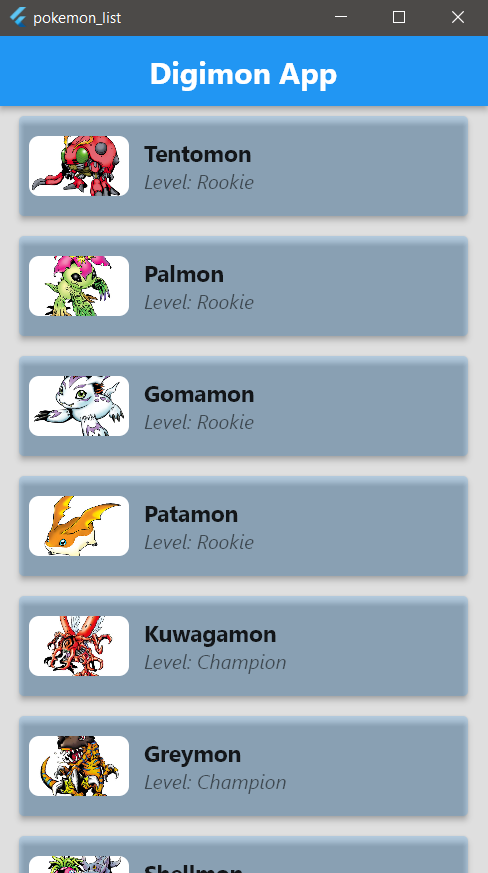 pokemon_list
Digimon App
Tentomon
Level: Rookie
Palmon
Level: Rookie
Gomamon
Level: Rookie
Patamon
Level: Rookie
Kuwagamon
Level: Champion
Greymon
Level: Champion
Shellmon